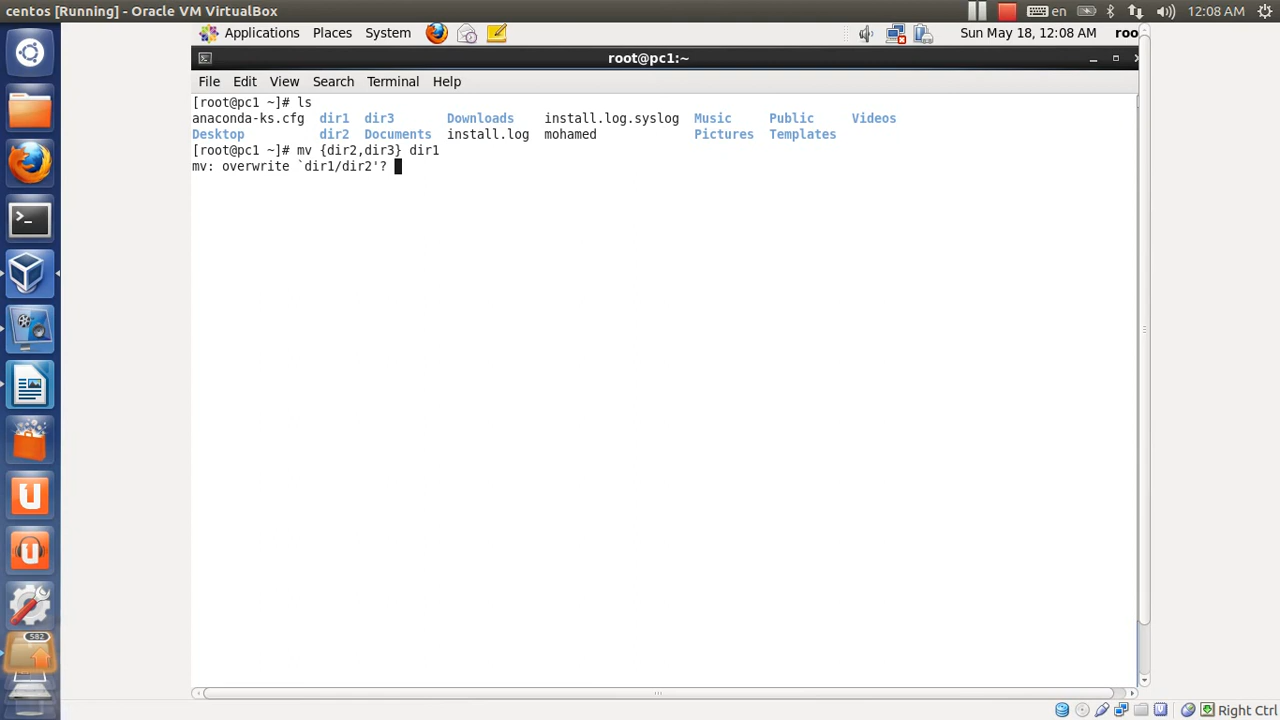 centos [Running] - Oracle VM VirtualBox
en
12:08 AM
Applications Places System
Sun May 18, 12:08 AM
roo
root@pc1:~
File Edit View Search Terminal Help
[root@pc1 ~]# ls
anaconda-ks.cfg dir1 dir3 Downloads install.log.syslog Music Public Videos
Desktop dir2 Documents install.log mohamed Pictures Templates
[root@pc1 ~]# mv {dir2,dir3} dir1
mv: overwrite `dir1/dir2'?
582
Right Ctrl